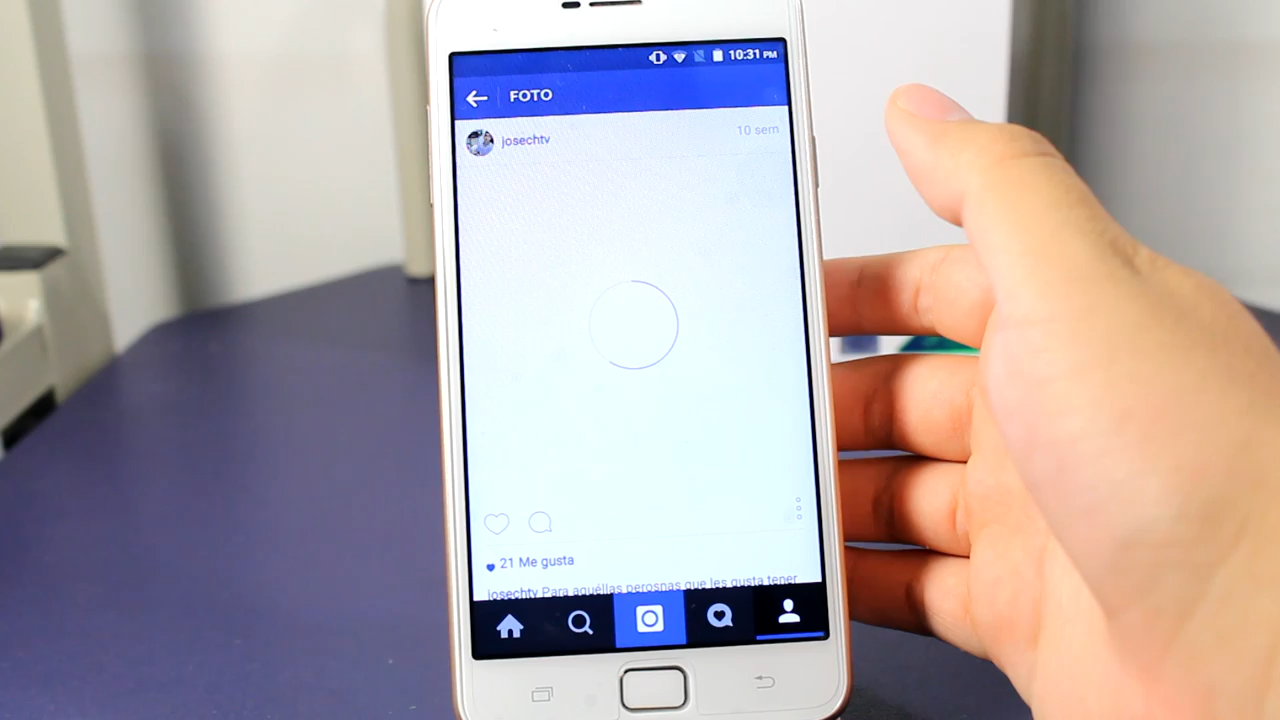 10:31 PM
FOTO
josechtv
10 sem
21 Me gusta
josechtv Para aquéllas perosnas que les gusta tener